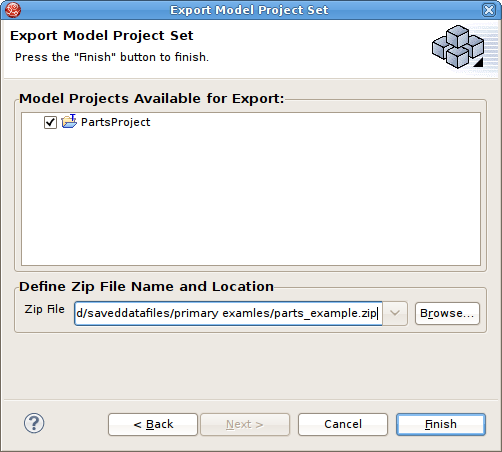 Export Model Project Set
Export Model Project Set
Press the "Finish" button to finish.
Model Projects Available for Export:
PartsProject
Define Zip File Name and Location
Zip File d/saveddatafiles/primary examles/parts_example.zip Browse...
? < Back Next > Cancel Finish